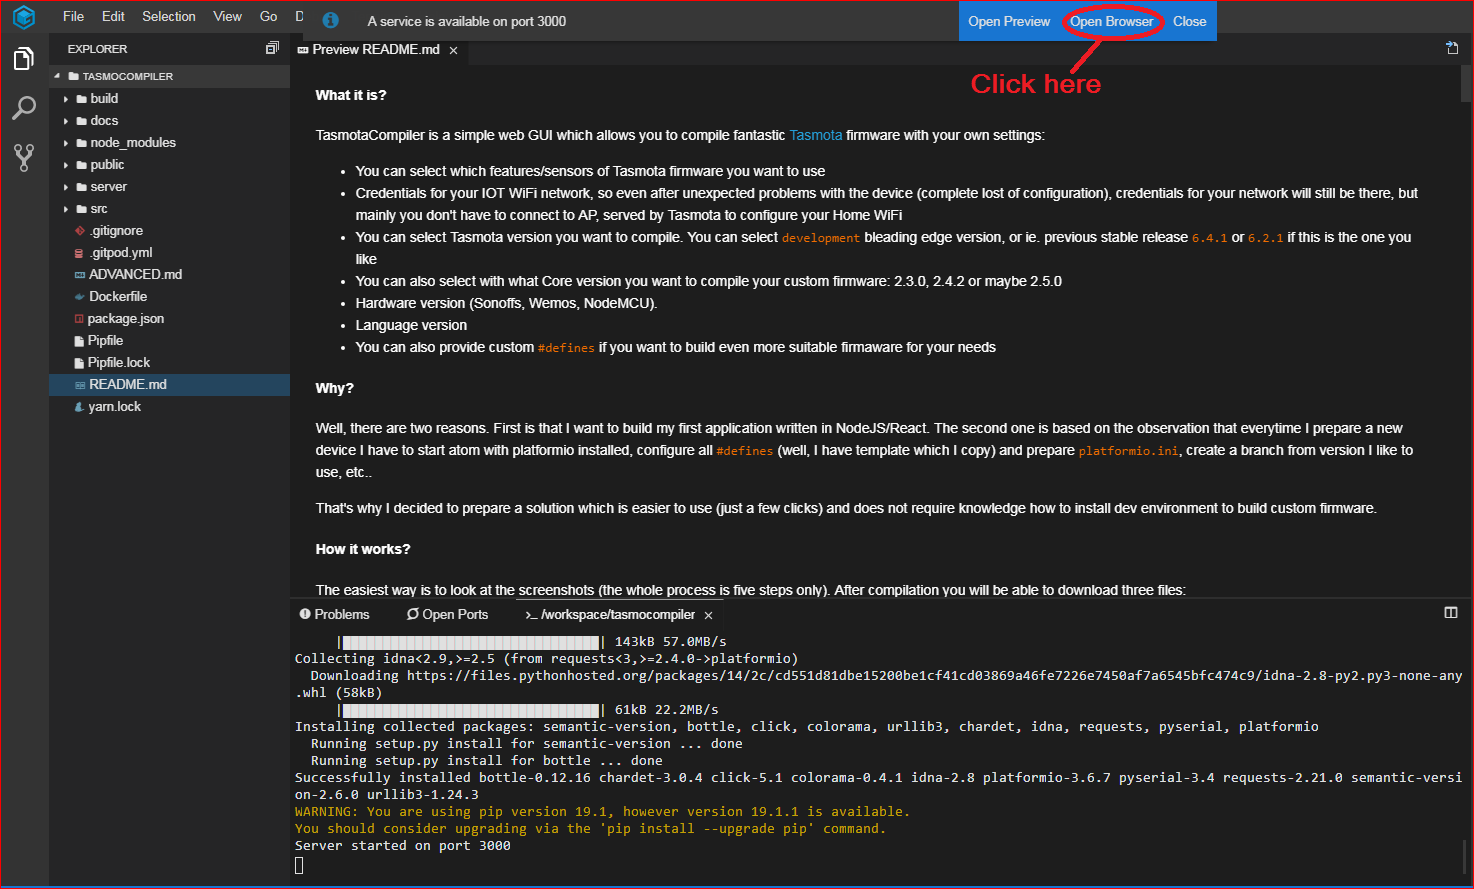 File Edit Selection View Go D
A service is available on port 3000
Open Preview Open Browser Close
Click here
EXPLORER
TASMOCOMPILER
build
docs
node_modules
public
server
src
.gitignore
.gitpod.yml
ADVANCED.md
Dockerfile
package.json
Pipfile
Pipfile.lock
README.md
yarn.lock
Preview README.md
What it is?
TasmotaCompiler is a simple web GUI which allows you to compile fantastic Tasmota firmware with your own settings:
• You can select which features/sensors of Tasmota firmware you want to use
• Credentials for your IOT WiFi network, so even after unexpected problems with the device (complete lost of configuration), credentials for your network will still be there, but
mainly you don't have to connect to AP, served by Tasmota to configure your Home WiFi
• You can select Tasmota version you want to compile. You can select development bleading edge version, or ie. previous stable release 6.4.1 or 6.2.1 if this is the one you
like
• You can also select with what Core version you want to compile your custom firmware: 2.3.0, 2.4.2 or maybe 2.5.0
• Hardware version (Sonoffs, Wemos, NodeMCU).
• Language version
• You can also provide custom #defines if you want to build even more suitable firmaware for your needs
Why?
Well, there are two reasons. First is that I want to build my first application written in NodeJS/React. The second one is based on the observation that everytime I prepare a new
device I have to start atom with platformio installed, configure all #defines (well, I have template which I copy) and prepare platformio.ini, create a branch from version I like to
use, etc..
That's why I decided to prepare a solution which is easier to use (just a few clicks) and does not require knowledge how to install dev environment to build custom firmware.
How it works?
The easiest way is to look at the screenshots (the whole process is five steps only). After compilation you will be able to download three files:
Problems Open Ports >_ /workspace/tasmocompiler
| | 143kB 57.0MB/s
Collecting idna<2.9,>=2.5 (from requests<3,>=2.4.0->platformio)
Downloading https://files.pythonhosted.org/packages/14/2c/cd551d81dbe15200be1cf41cd03869a46fe7226e7450af7a6545bfc474c9/idna-2.8-py2.py3-none-any
.whl (58kB)
| | 61kB 22.2MB/s
Installing collected packages: semantic-version, bottle, click, colorama, urllib3, chardet, idna, requests, pyserial, platformio
Running setup.py install for semantic-version ... done
Running setup.py install for bottle ... done
Successfully installed bottle-0.12.16 chardet-3.0.4 click-5.1 colorama-0.4.1 idna-2.8 platformio-3.6.7 pyserial-3.4 requests-2.21.0 semantic-versi
on-2.6.0 urllib3-1.24.3
WARNING: You are using pip version 19.1, however version 19.1.1 is available.
You should consider upgrading via the 'pip install --upgrade pip' command.
Server started on port 3000